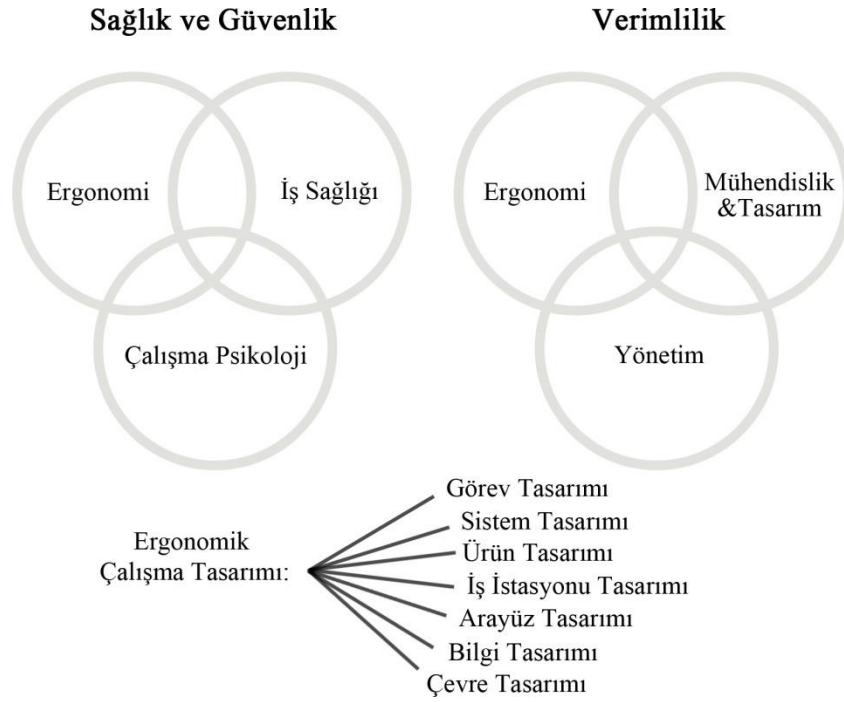 Sağlık ve Güvenlik
Ergonomi
İş Sağlığı
Çalışma Psikoloji
Verimlilik
Ergonomi
Mühendislik
&Tasarım
Yönetim
Ergonomik
Çalışma Tasarımı:
Görev Tasarımı
Sistem Tasarımı
Ürün Tasarımı
İş İstasyonu Tasarımı
Arayüz Tasarımı
Bilgi Tasarımı
Çevre Tasarımı